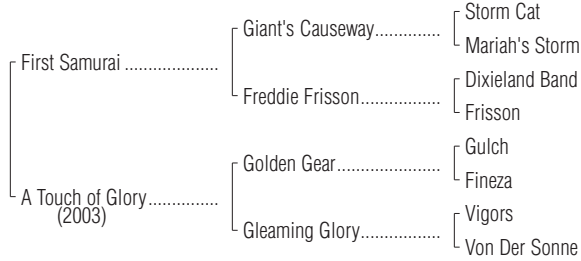 Storm Cat
Giant's Causeway..............
Mariah's Storm
First Samurai ...................
Dixieland Band
Freddie Frisson.................
Frisson
Gulch
Golden Gear......................
Fineza
A Touch of Glory...............
(2003)
Vigors
Gleaming Glory.................
Von Der Sonne